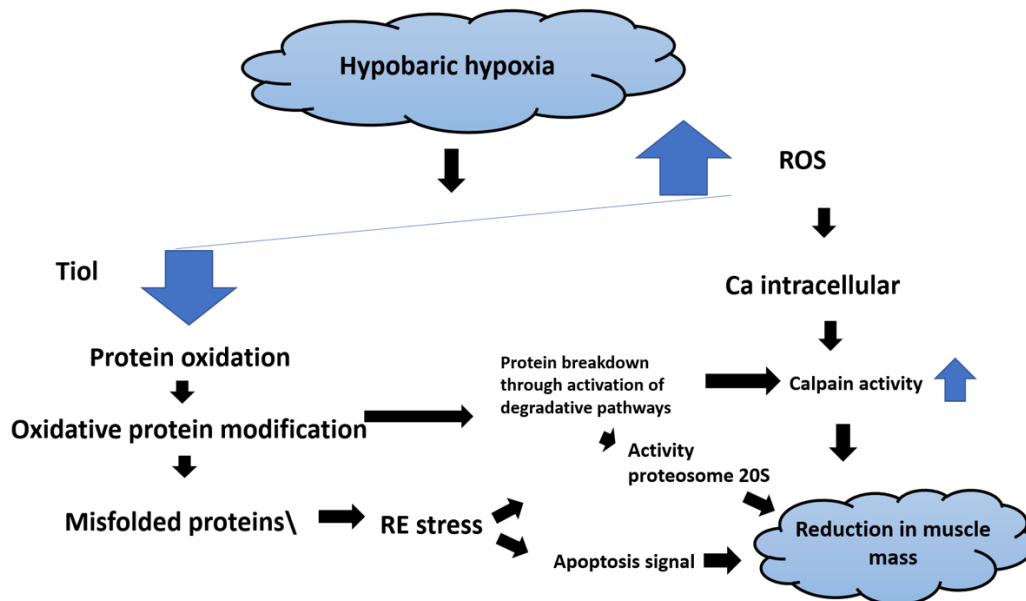 Hypobaric hypoxia
ROS
Tiol
Ca intracellular
Protein oxidation
Protein breakdown
through activation of
degradative pathways
Calpain activity
Oxidative protein modification
Activity
proteosome 20S
Misfolded proteins\
RE stress
Apoptosis signal
Reduction in muscle
mass